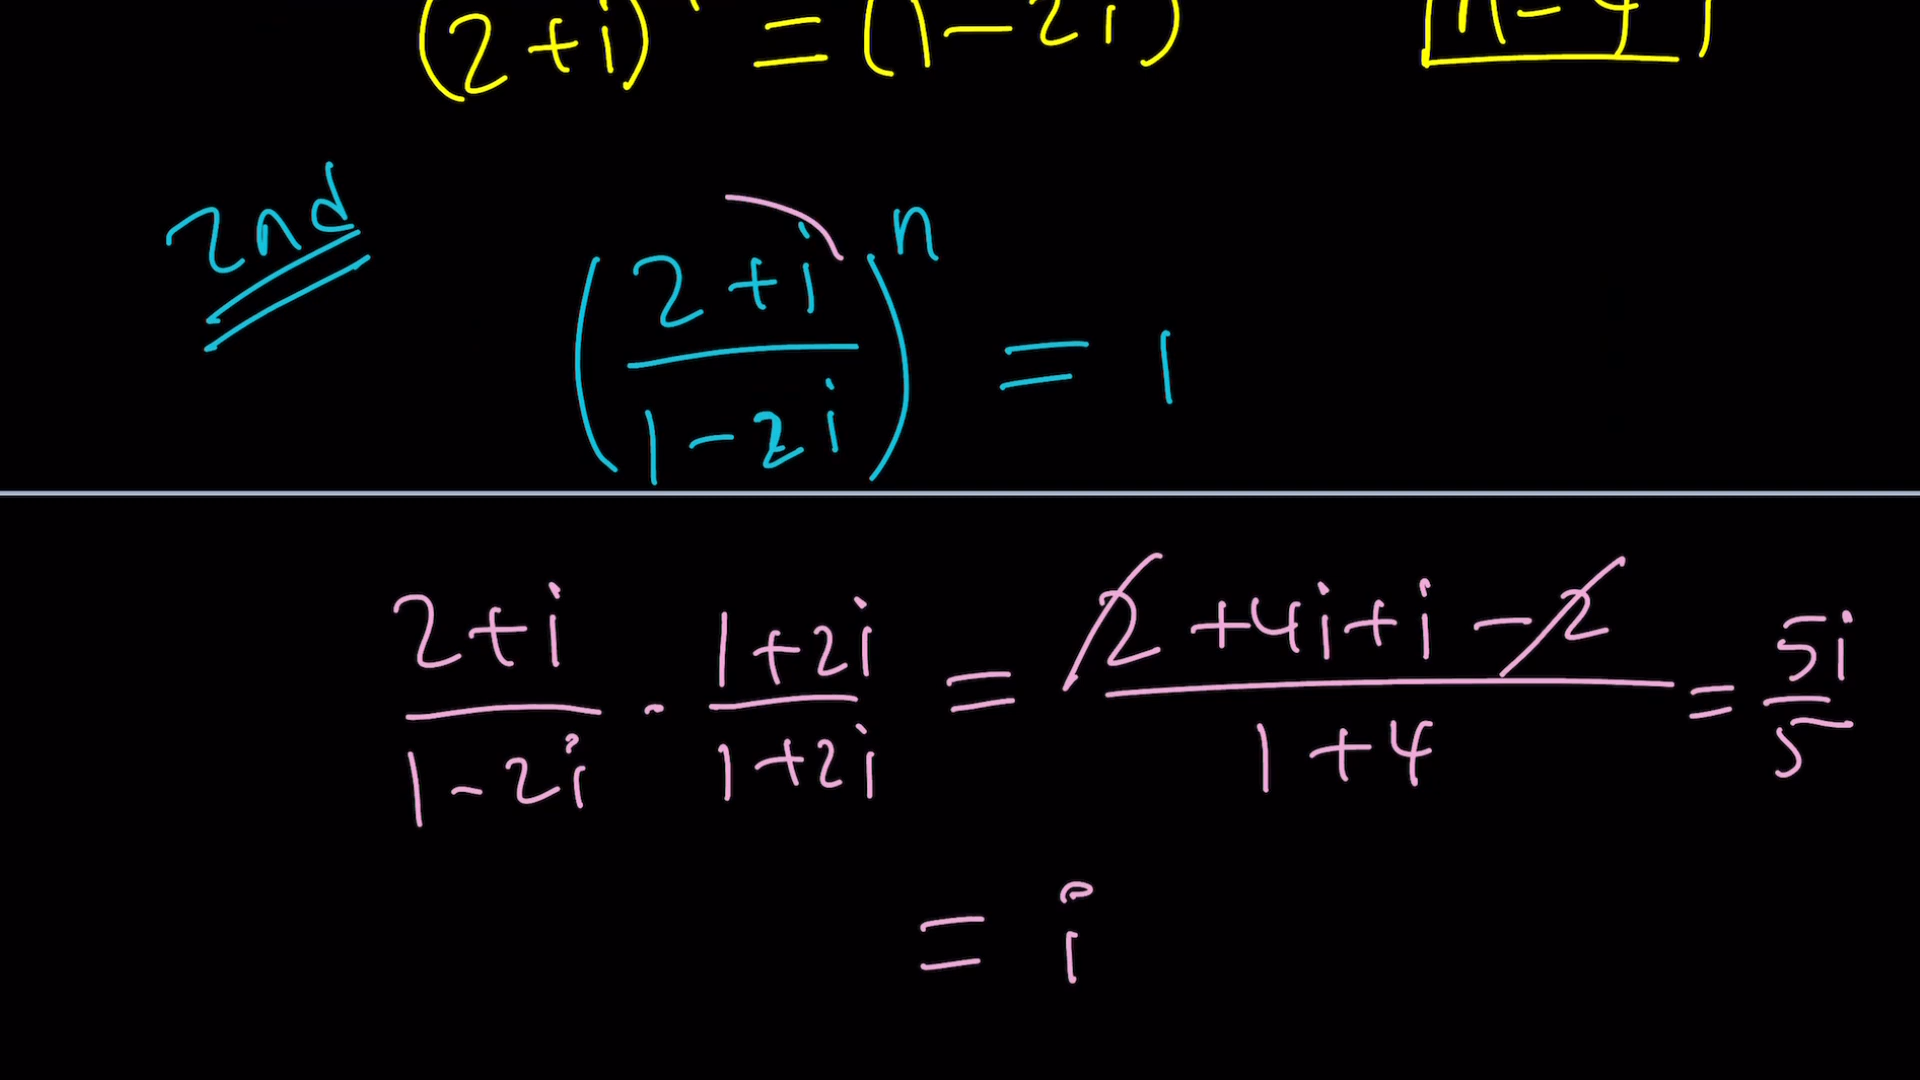 (2+i) = (1-2i)
2nd
((2+i)/(1-2i))^n = 1
(2+i)/(1-2i) · (1+2i)/(1+2i) = (2+4i+i-2)/(1+4) = 5i/5
= i